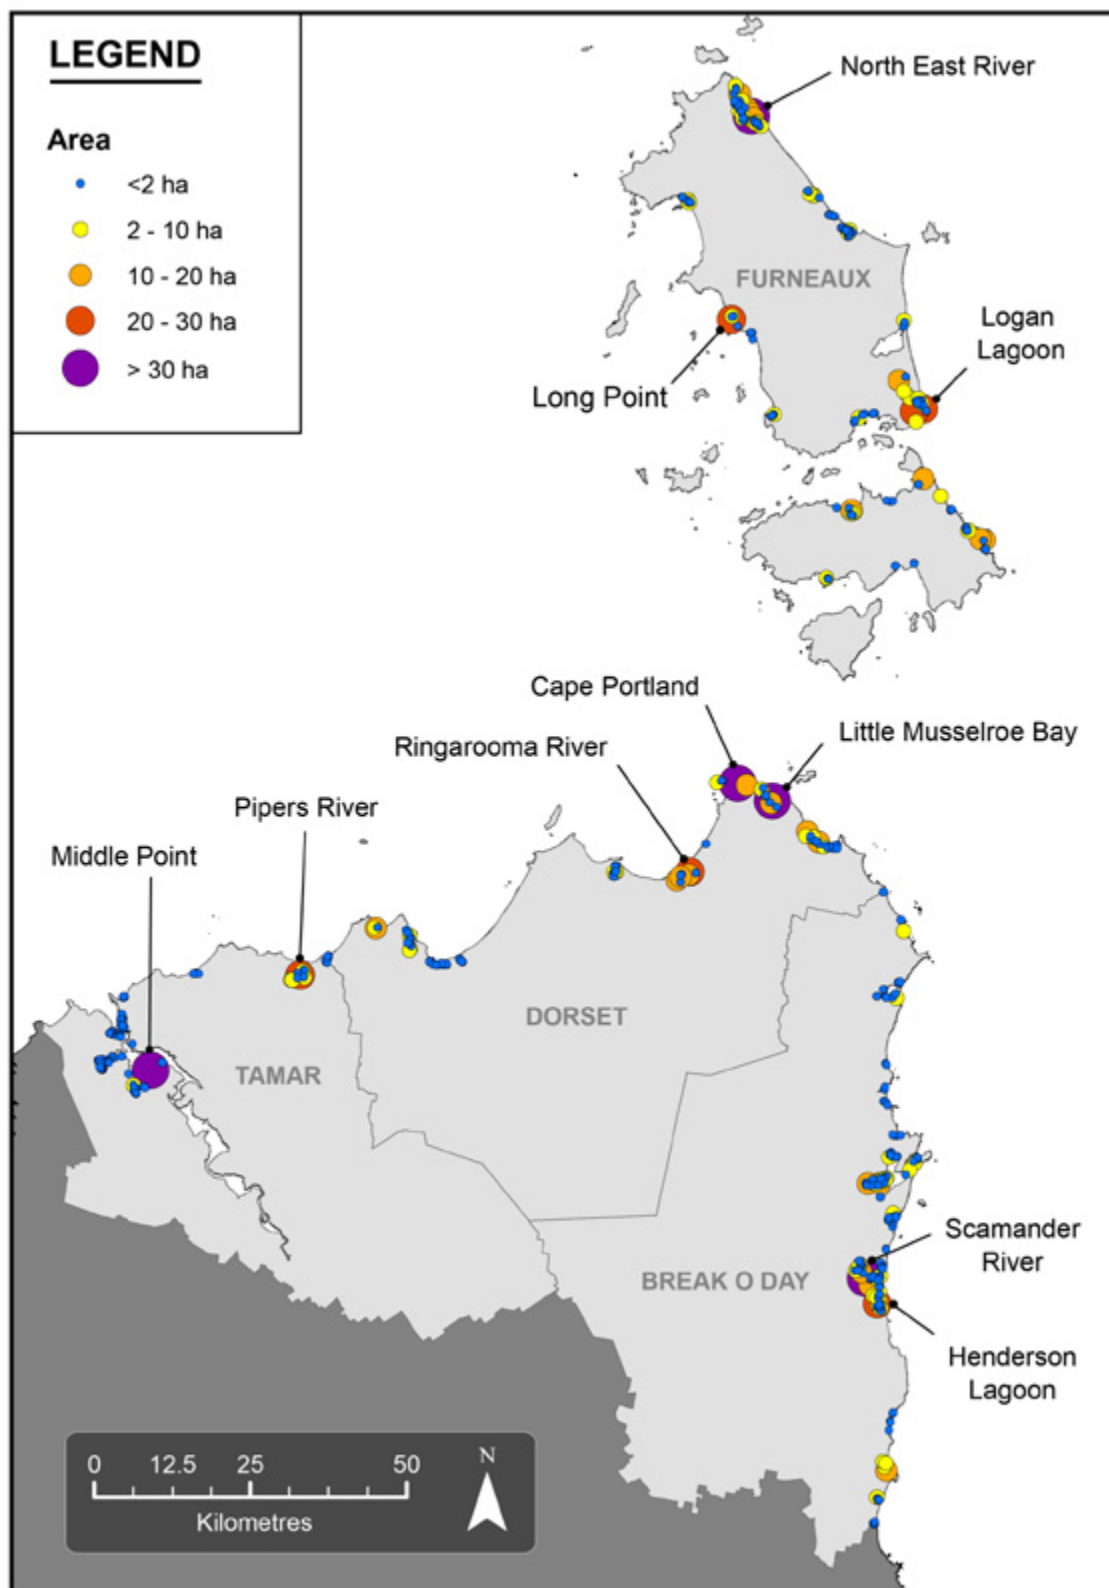 LEGEND
Area
<2 ha
2 - 10 ha
10 - 20 ha
20 - 30 ha
> 30 ha
North East River
FURNEAUX
Logan
Lagoon
Long Point
Cape Portland
Little Musselroe Bay
Ringarooma River
Pipers River
Middle Point
DORSET
TAMAR
Scamander
River
BREAK O DAY
Henderson
Lagoon
0 12.5 25 50
Kilometres
N